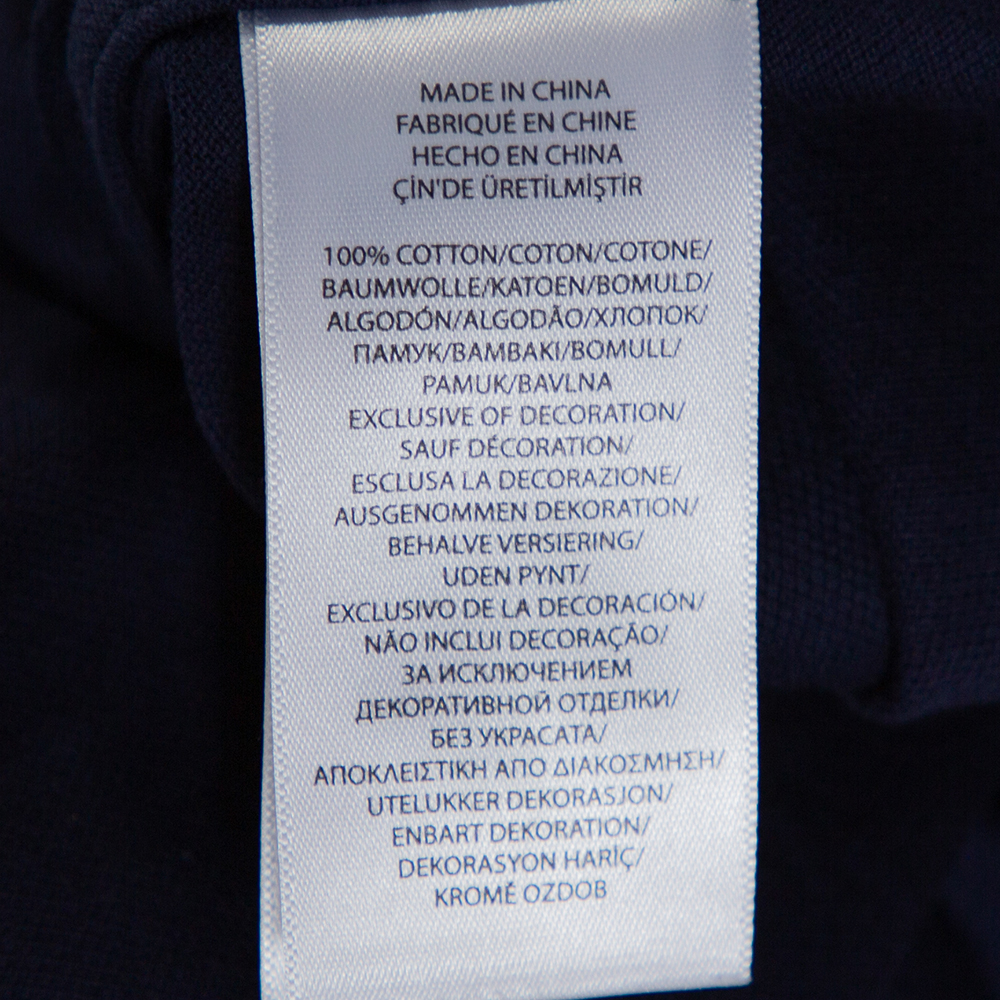 MADE IN CHINA
FABRIQUÉ EN CHINE
HECHO EN CHINA
ÇİN'DE ÜRETİLMİŞTİR
100% COTTON/COTON/COTONE/
BAUMWOLLE/KATOEN/BOMULD/
ALGODÓN/ALGODÃO/ХЛОПОК/
ПАМУК/ΒΑΜΒΑΚΙ/BOMULL/
PAMUK/BAVLNA
EXCLUSIVE OF DECORATION/
SAUF DÉCORATION/
ESCLUSA LA DECORAZIONE/
AUSGENOMMEN DEKORATION/
BEHALVE VERSIERING/
UDEN PYNT/
EXCLUSIVO DE LA DECORACIÓN/
NÃO INCLUI DECORAÇÃO/
ЗА ИСКЛЮЧЕНИЕМ
ДЕКОРАТИВНОЙ ОТДЕЛКИ/
БЕЗ УКРАСАТА/
ΑΠΟΚΛΕΙΣΤΙΚΗ ΑΠΟ ΔΙΑΚΟΣΜΗΣΗ/
UTELUKKER DEKORASJON/
ENBART DEKORATION/
DEKORASYON HARİÇ/
KROMÉ OZDOB